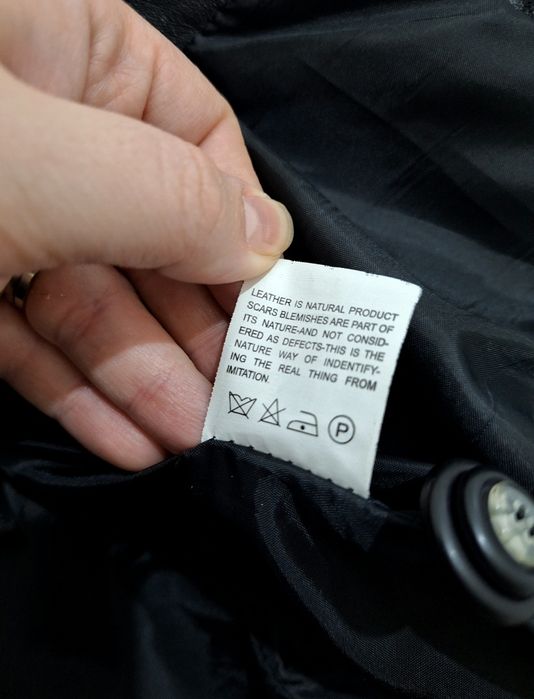 LEATHER IS NATURAL PRODUCT
SCARS BLEMISHES ARE PART OF
ITS NATURE-AND NOT CONSID-
ERED AS DEFECTS-THIS IS THE
NATURE WAY OF INDENTIFY-
ING THE REAL THING FROM
IMITATION.
P